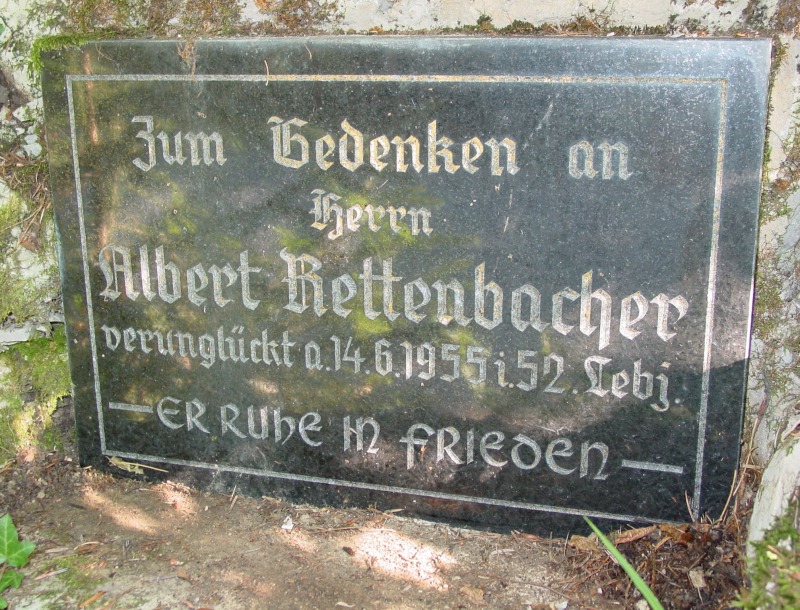 Zum Gedenken an
Herrn
Albert Rettenbacher
verunglückt a.14.6.1955 i.52. Lebj.
— ER RUHE IN FRIEDEN —